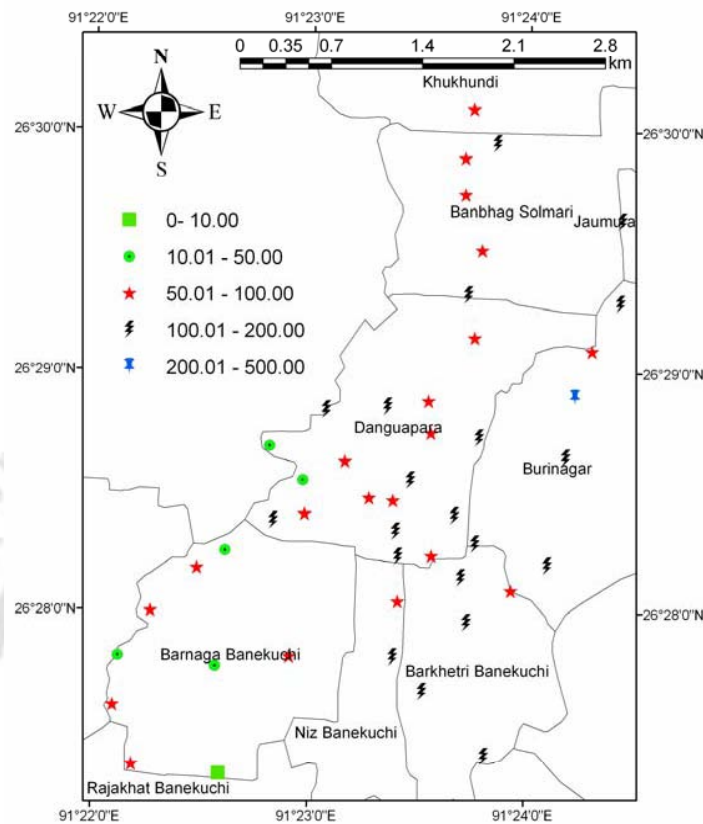 91°22'0"E 91°23'0"E 91°24'0"E
0 0.35 0.7 1.4 2.1 2.8
km
N
W E
S
Khukhundi
26°30'0"N 26°30'0"N
Banbhag Solmari
Jaumura
0- 10.00
10.01 - 50.00
50.01 - 100.00
100.01 - 200.00
200.01 - 500.00
26°29'0"N 26°29'0"N
Danguapara
Burinagar
26°28'0"N 26°28'0"N
Barnaga Banekuchi
Barkhetri Banekuchi
Niz Banekuchi
Rajakhat Banekuchi
91°22'0"E 91°23'0"E 91°24'0"E